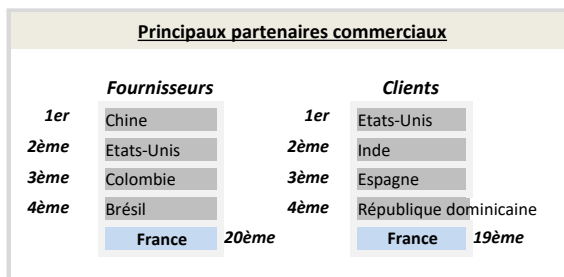 Principaux partenaires commerciaux
Fournisseurs Clients
1er Chine 1er Etats-Unis
2ème Etats-Unis 2ème Inde
3ème Colombie 3ème Espagne
4ème Brésil 4ème République dominicaine
France 20ème France 19ème